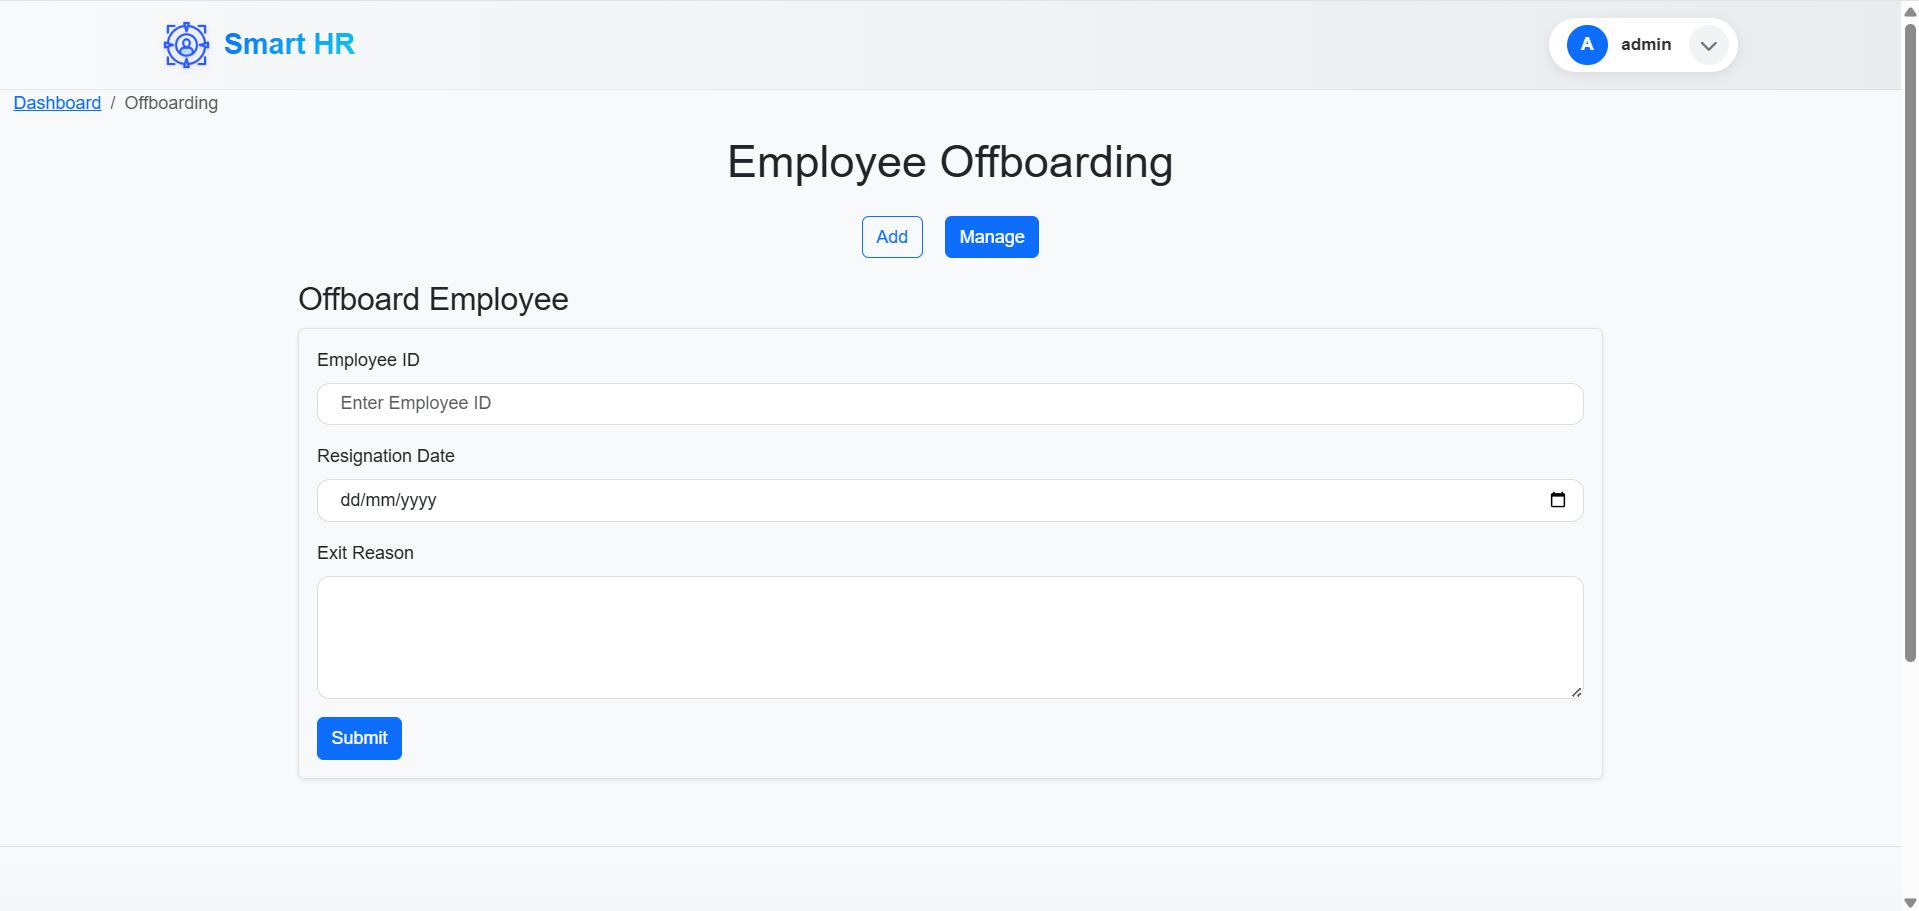 Smart HR
A admin
Dashboard / Offboarding
Employee Offboarding
Add Manage
Offboard Employee
Employee ID
Enter Employee ID
Resignation Date
dd/mm/yyyy
Exit Reason
Submit